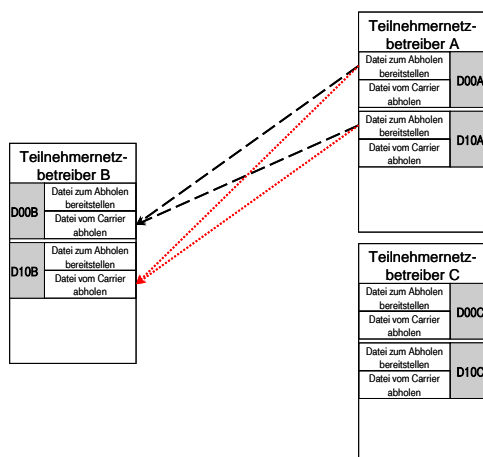 Teilnehmernetz-
betreiber A
Datei zum Abholen
bereitstellen
D00A
Datei vom Carrier
abholen
Datei zum Abholen
bereitstellen
D10A
Datei vom Carrier
abholen
Teilnehmernetz-
betreiber B
Datei zum Abholen
bereitstellen
D00B
Datei vom Carrier
abholen
Datei zum Abholen
bereitstellen
D10B
Datei vom Carrier
abholen
Teilnehmernetz-
betreiber C
Datei zum Abholen
bereitstellen
D00C
Datei vom Carrier
abholen
Datei zum Abholen
bereitstellen
D10C
Datei vom Carrier
abholen